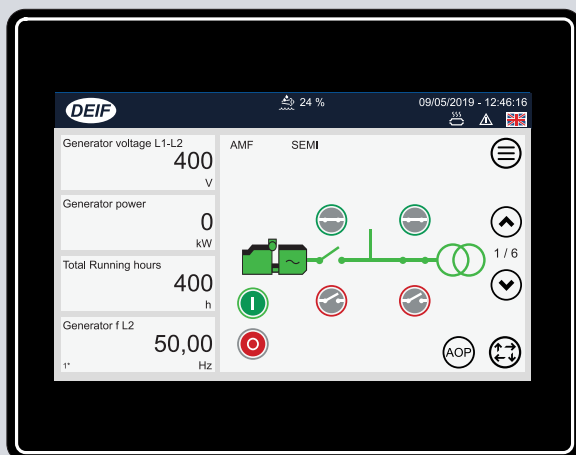 DEIF
24 %
09/05/2019 - 12:46:16
Generator voltage L1-L2
400
V
Generator power
0
kW
Total Running hours
400
h
Generator f L2
50,00
1*
Hz
AMF SEMI
1 / 6
I
O
AOP